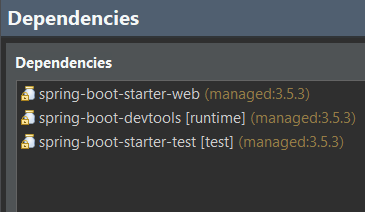 Dependencies
Dependencies
spring-boot-starter-web (managed:3.5.3)
spring-boot-devtools [runtime] (managed:3.5.3)
spring-boot-starter-test [test] (managed:3.5.3)